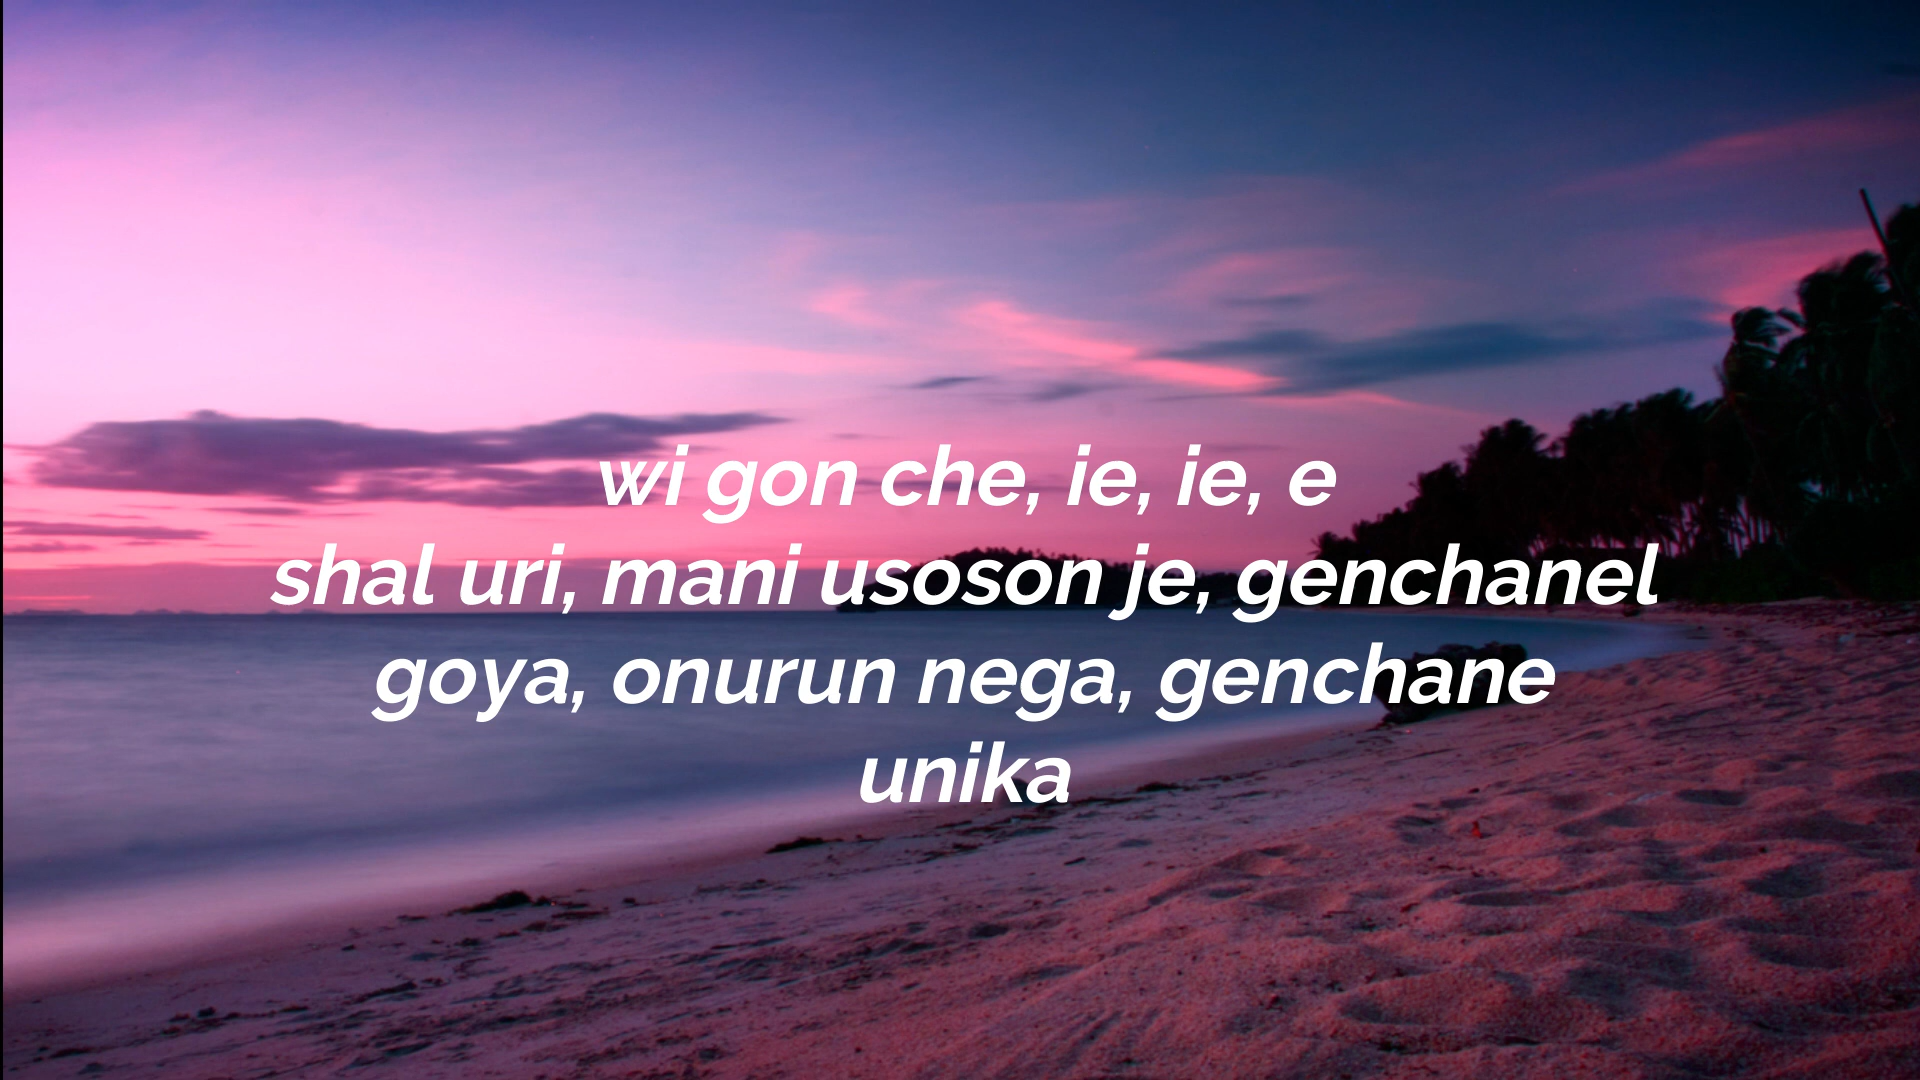 wi gon che, ie, ie, e
shal uri, mani usoson je, genchanel
goya, onurun nega, genchane
unika